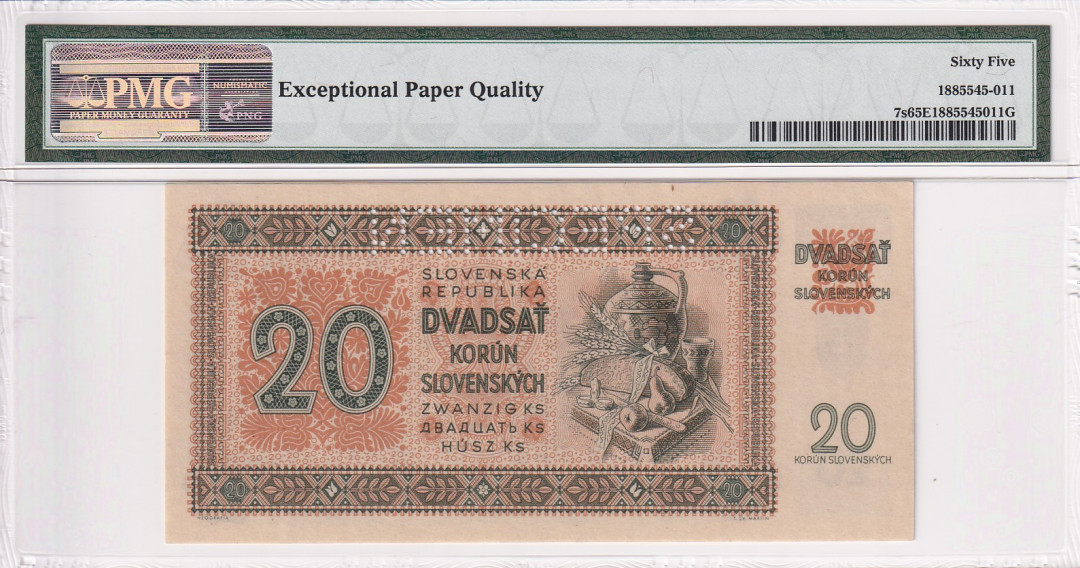 PMG
PAPER MONEY GUARANTY
NUMISMATIC
PNG
Exceptional Paper Quality
Sixty Five
1885545-011
7s65E1885545011G
20
20
SLOVENSKÁ
REPUBLIKA
DVADSAŤ
KORÚN
SLOVENSKÝCH
ZWANZIG KS
ДВАДЦАТЬ KS
HÚSZ KS
20
20
20
DVADSAŤ
KORÚN
SLOVENSKÝCH
20
KORÚN SLOVENSKÝCH